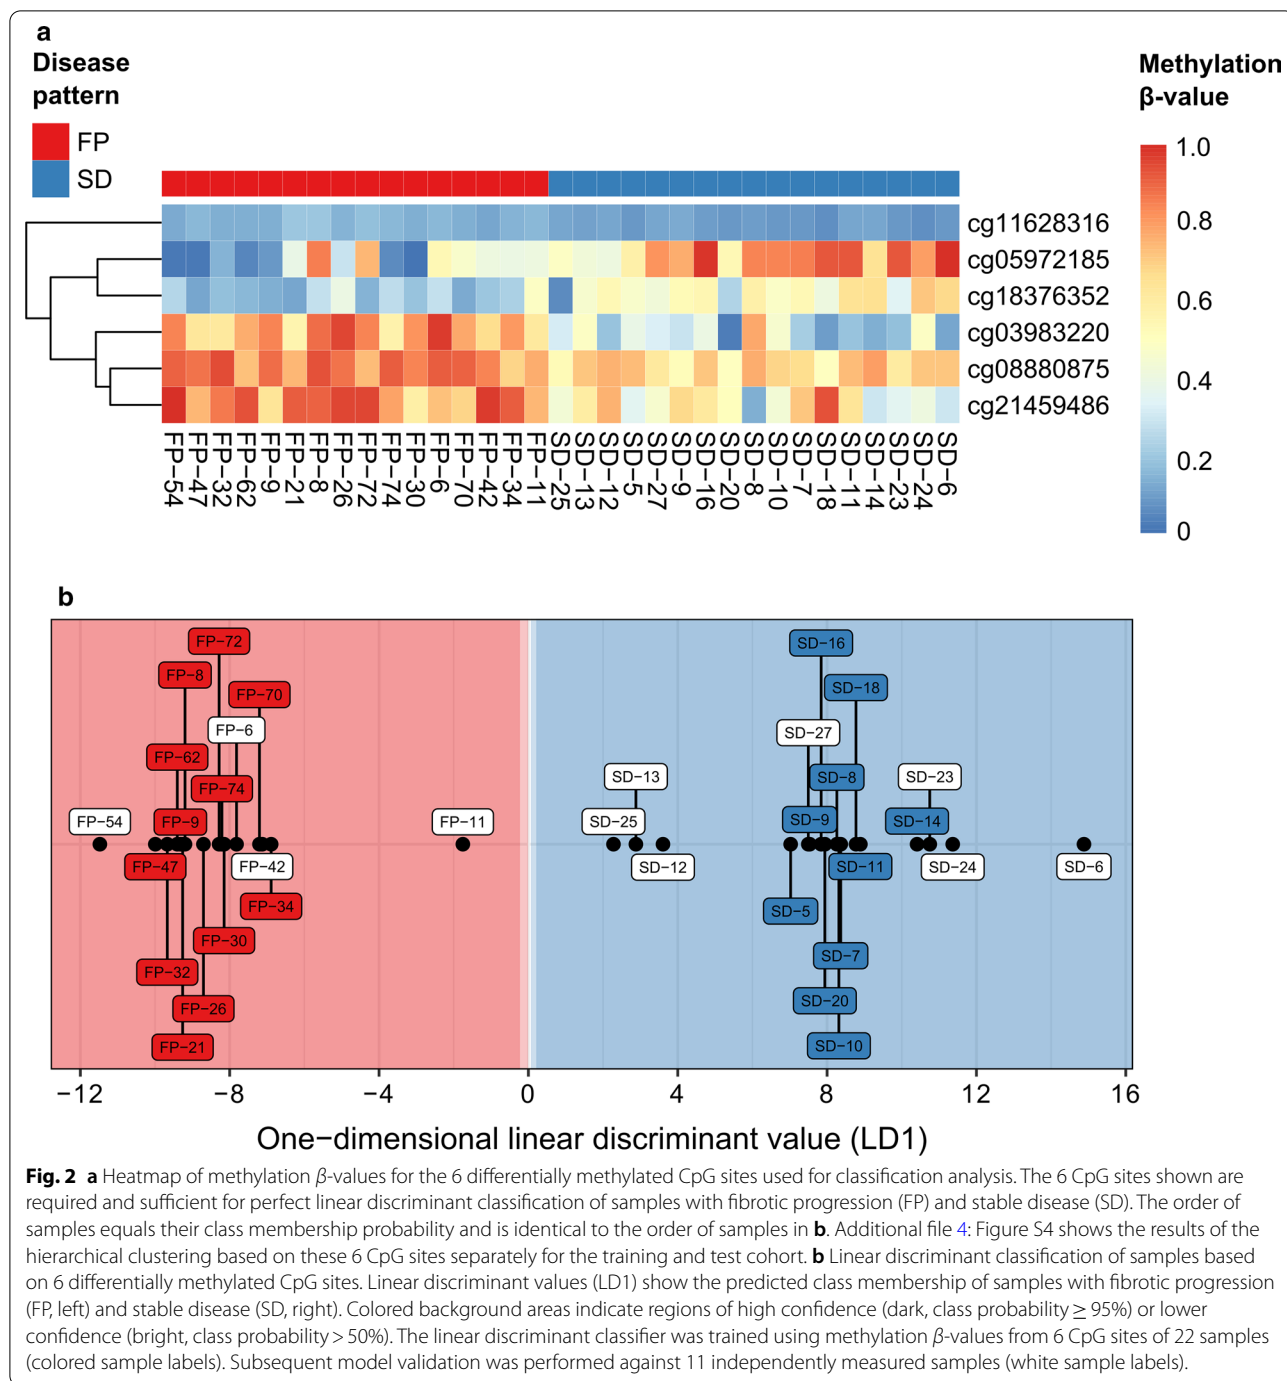 a
Disease
pattern
FP
SD
Methylation
β-value
1.0
0.8
0.6
0.4
0.2
0
cg11628316
cg05972185
cg18376352
cg03983220
cg08880875
cg21459486
FP−54
FP−47
FP−32
FP−62
FP−9
FP−21
FP−8
FP−26
FP−72
FP−74
FP−30
FP−6
FP−70
FP−42
FP−34
FP−11
SD−25
SD−13
SD−12
SD−5
SD−27
SD−9
SD−16
SD−20
SD−8
SD−10
SD−7
SD−18
SD−11
SD−14
SD−23
SD−24
SD−6
b
FP−72
SD−16
FP−8
SD−18
FP−70
FP−6
SD−27
FP−62
SD−13
SD−8
SD−23
FP−74
FP−54
FP−9
FP−11
SD−25
SD−9
SD−14
FP−47
FP−42
SD−12
SD−11
SD−24
SD−6
FP−34
SD−5
FP−30
SD−7
FP−32
SD−20
FP−26
FP−21
SD−10
−12 −8 −4 0 4 8 12 16
One−dimensional linear discriminant value (LD1)
Fig. 2 a Heatmap of methylation β-values for the 6 differentially methylated CpG sites used for classification analysis. The 6 CpG sites shown are
required and sufficient for perfect linear discriminant classification of samples with fibrotic progression (FP) and stable disease (SD). The order of
samples equals their class membership probability and is identical to the order of samples in b. Additional file 4: Figure S4 shows the results of the
hierarchical clustering based on these 6 CpG sites separately for the training and test cohort. b Linear discriminant classification of samples based
on 6 differentially methylated CpG sites. Linear discriminant values (LD1) show the predicted class membership of samples with fibrotic progression
(FP, left) and stable disease (SD, right). Colored background areas indicate regions of high confidence (dark, class probability ≥ 95%) or lower
confidence (bright, class probability > 50%). The linear discriminant classifier was trained using methylation β-values from 6 CpG sites of 22 samples
(colored sample labels). Subsequent model validation was performed against 11 independently measured samples (white sample labels).